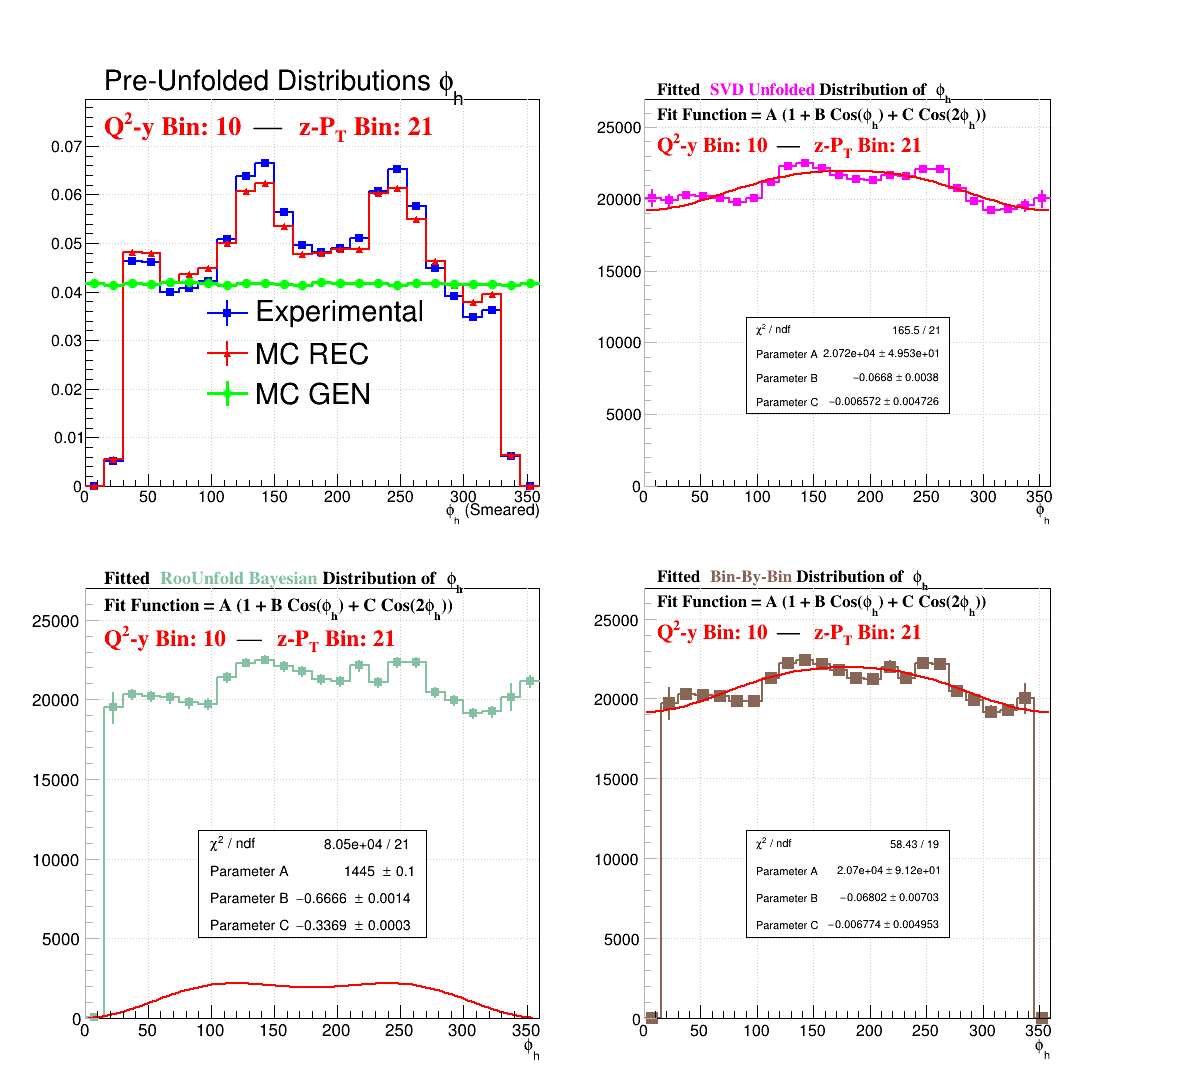 Pre-Unfolded Distributions ϕh
Q2-y Bin: 10 — z-PT Bin: 21
0.07
0.06
0.05
0.04
0.03
0.02
0.01
0
Experimental
MC REC
MC GEN
0 50 100 150 200 250 300 350
ϕh (Smeared)
Fitted SVD Unfolded Distribution of ϕh
Fit Function = A (1 + B Cos(ϕh) + C Cos(2ϕh))
Q2-y Bin: 10 — z-PT Bin: 21
25000
20000
15000
10000
5000
0
χ2 / ndf 165.5 / 21
Parameter A 2.072e+04 ± 4.953e+01
Parameter B −0.0668 ± 0.0038
Parameter C −0.006572 ± 0.004726
0 50 100 150 200 250 300 350
ϕh
Fitted RooUnfold Bayesian Distribution of ϕh
Fit Function = A (1 + B Cos(ϕh) + C Cos(2ϕh))
Q2-y Bin: 10 — z-PT Bin: 21
25000
20000
15000
10000
5000
0
χ2 / ndf 8.05e+04 / 21
Parameter A 1445 ± 0.1
Parameter B −0.6666 ± 0.0014
Parameter C −0.3369 ± 0.0003
0 50 100 150 200 250 300 350
ϕh
Fitted Bin-By-Bin Distribution of ϕh
Fit Function = A (1 + B Cos(ϕh) + C Cos(2ϕh))
Q2-y Bin: 10 — z-PT Bin: 21
25000
20000
15000
10000
5000
0
χ2 / ndf 58.43 / 19
Parameter A 2.07e+04 ± 9.12e+01
Parameter B −0.06802 ± 0.00703
Parameter C −0.006774 ± 0.004953
0 50 100 150 200 250 300 350
ϕh